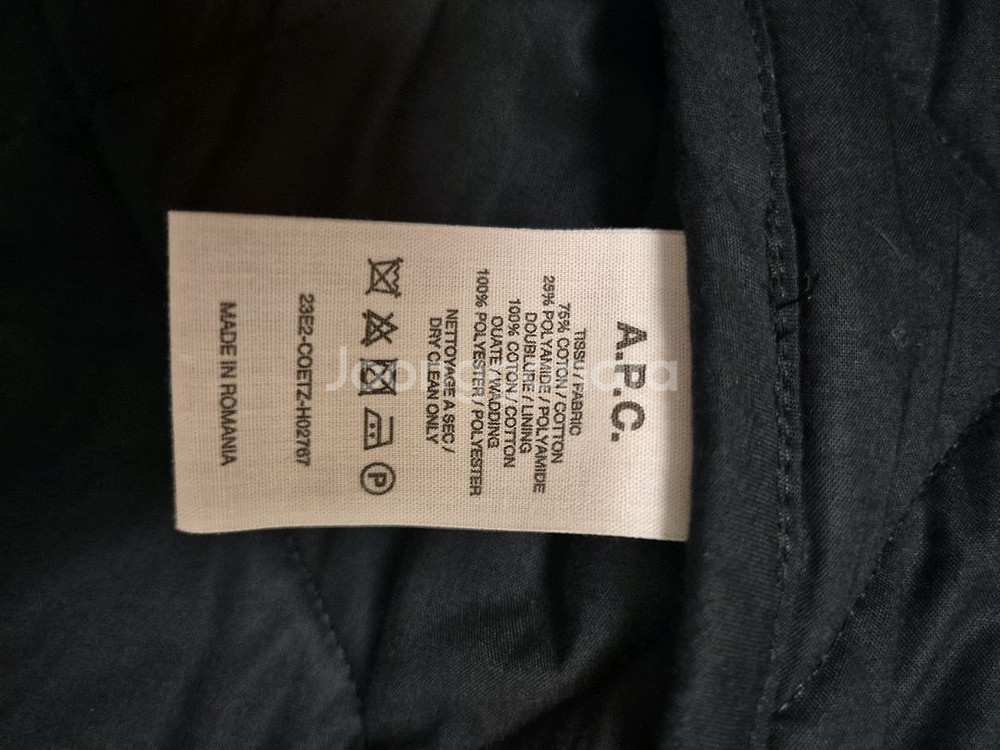 A.P.C.
TISSU / FABRIC
75% COTON / COTTON
25% POLYAMIDE / POLYAMIDE
DOUBLURE / LINING
100% COTON / COTTON
OUATE / WADDING
100% POLYESTER / POLYESTER
NETTOYAGE A SEC /
DRY CLEAN ONLY
P
23E2-COETZ-H02767
MADE IN ROMANIA